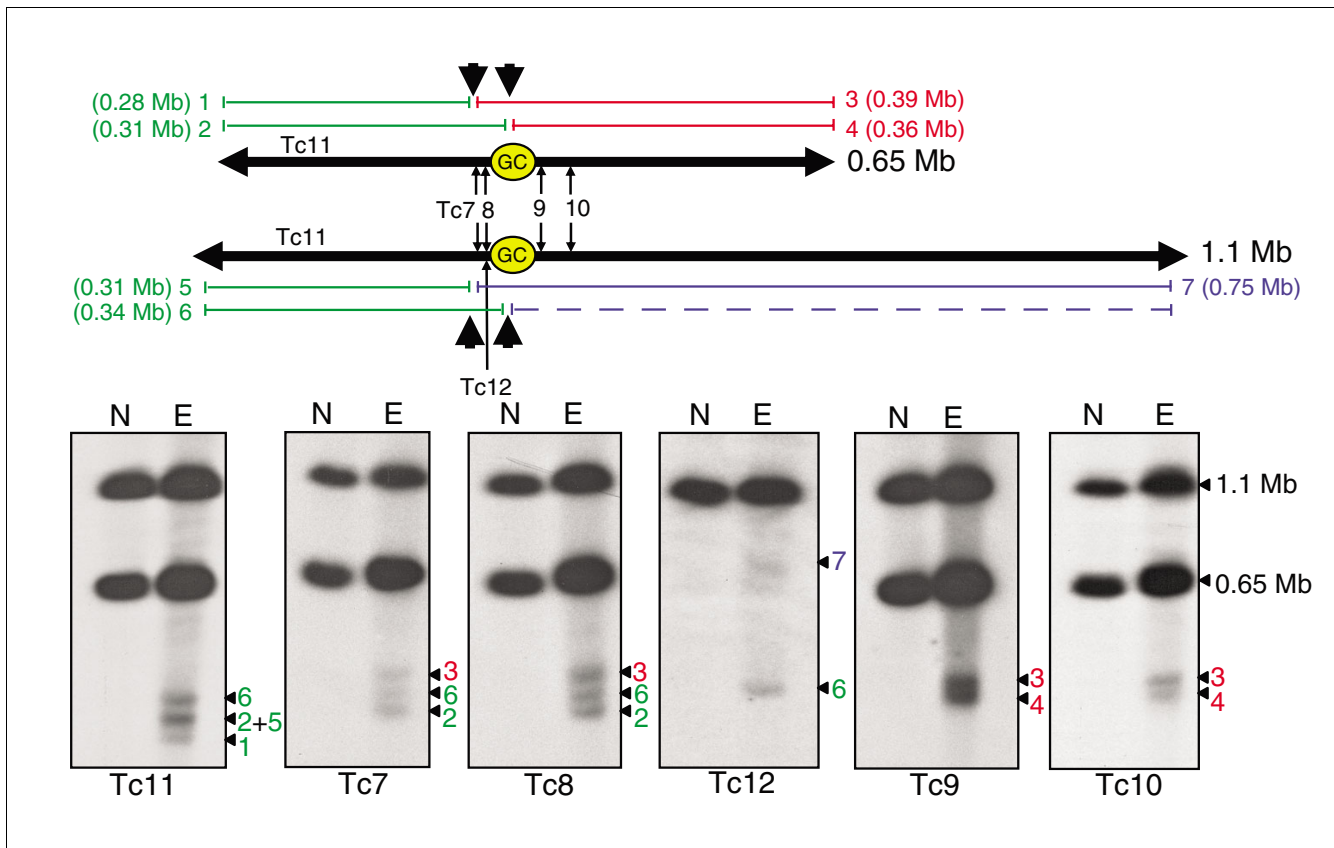 (0.28 Mb) 1 3 (0.39 Mb)
(0.31 Mb) 2 4 (0.36 Mb)
Tc11 GC 0.65 Mb
Tc7 8 9 10
Tc11 GC 1.1 Mb
(0.31 Mb) 5 7 (0.75 Mb)
(0.34 Mb) 6
Tc12
N E N E N E N E N E N E
1.1 Mb
7
0.65 Mb
3 3 3 3
6 6 6 6 4 4
2+5 2 2
1
Tc11 Tc7 Tc8 Tc12 Tc9 Tc10